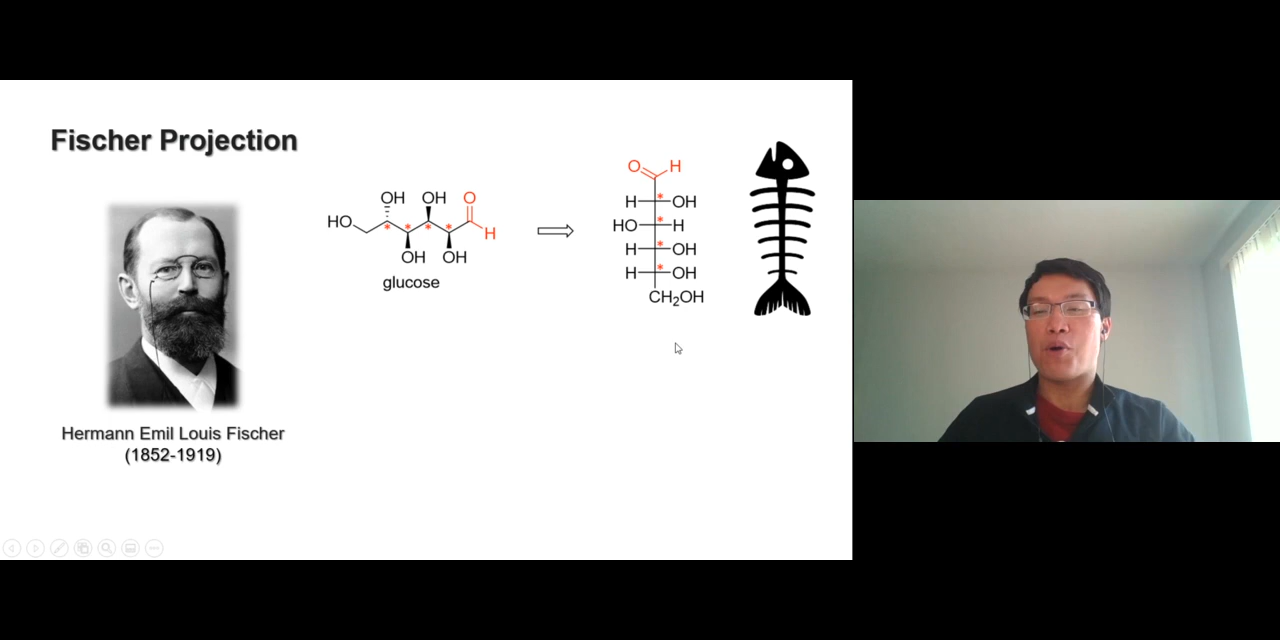 Fischer Projection
OH OH O
HO * * * * H
OH OH
glucose
O H
H * OH
HO * H
H * OH
H * OH
CH₂OH
Hermann Emil Louis Fischer
(1852-1919)